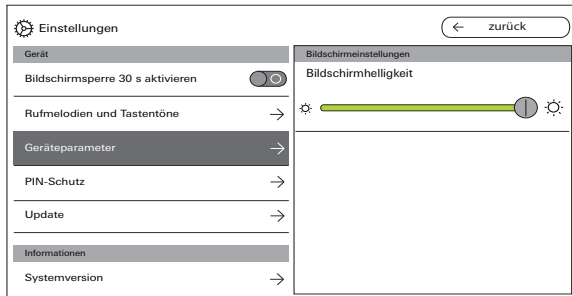 Einstellungen
zurück
Gerät
Bildschirmsperre 30 s aktivieren
Rufmelodien und Tastentöne
Geräteparameter
PIN-Schutz
Update
Informationen
Systemversion
Bildschirmeinstellungen
Bildschirmhelligkeit